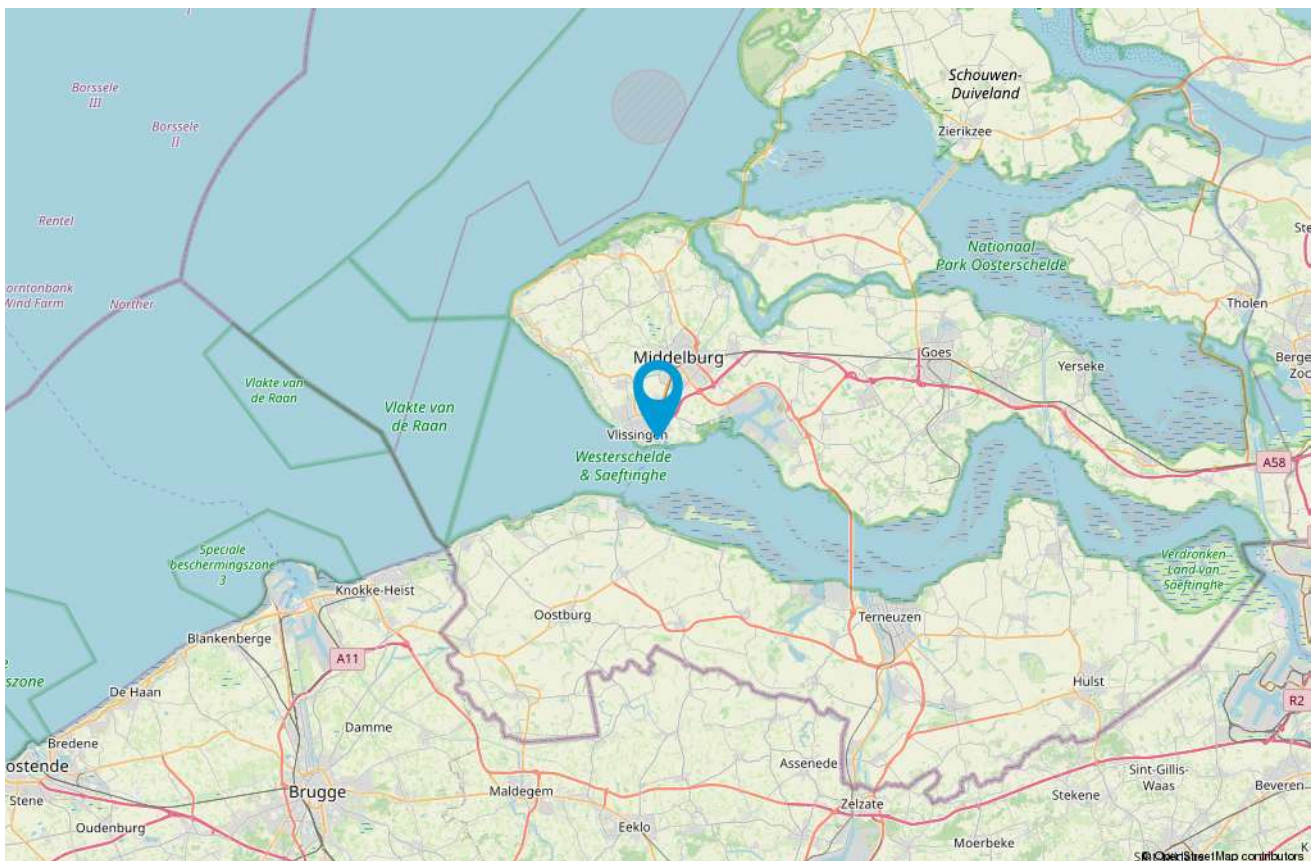 Borssele
III
Borssele
II
Schouwen-
Duiveland
Zierikzee
Rentel
Nationaal
Park Oosterschelde
orntonbank
Wind Farm
Norther
Tholen
Middelburg
Goes
Yerseke
Vlakte van
de Raan
Vlakte van
de Raan
Vlissingen
Westerschelde
& Saeftinghe
A58
Speciale
beschermingszone
3
Verdronken
Land van
Saeftinghe
Knokke-Heist
Oostburg
Terneuzen
Blankenberge
A11
szone
De Haan
Hulst
R2
Damme
Bredene
ostende
Stene
Brugge
Maldegem
Assenede
Zelzate
Sint-Gillis-
Waas
Stekene
Beveren
Oudenburg
Eeklo
Moerbeke
© OpenStreetMap contributors